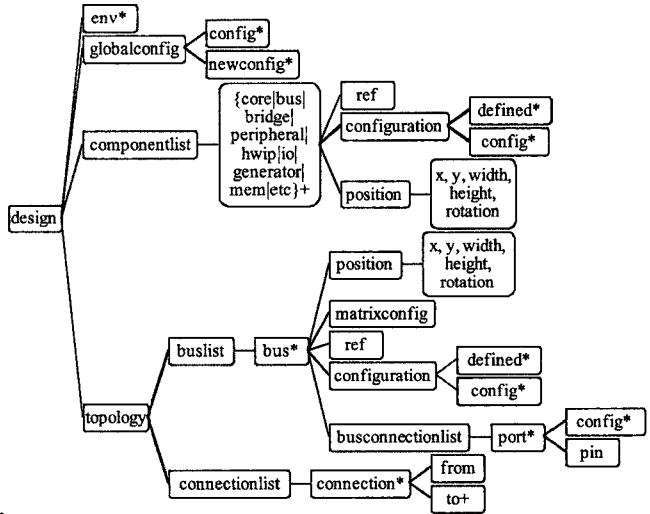 env*
globalconfig
config*
newconfig*
componentlist
{core|bus|
bridge|
peripheral|
hwip|io|
generator|
mem|etc}+
ref
configuration
defined*
config*
position
x, y, width,
height,
rotation
design
topology
buslist
bus*
position
x, y, width,
height,
rotation
matrixconfig
ref
configuration
defined*
config*
busconnectionlist
port*
config*
pin
connectionlist
connection*
from
to+